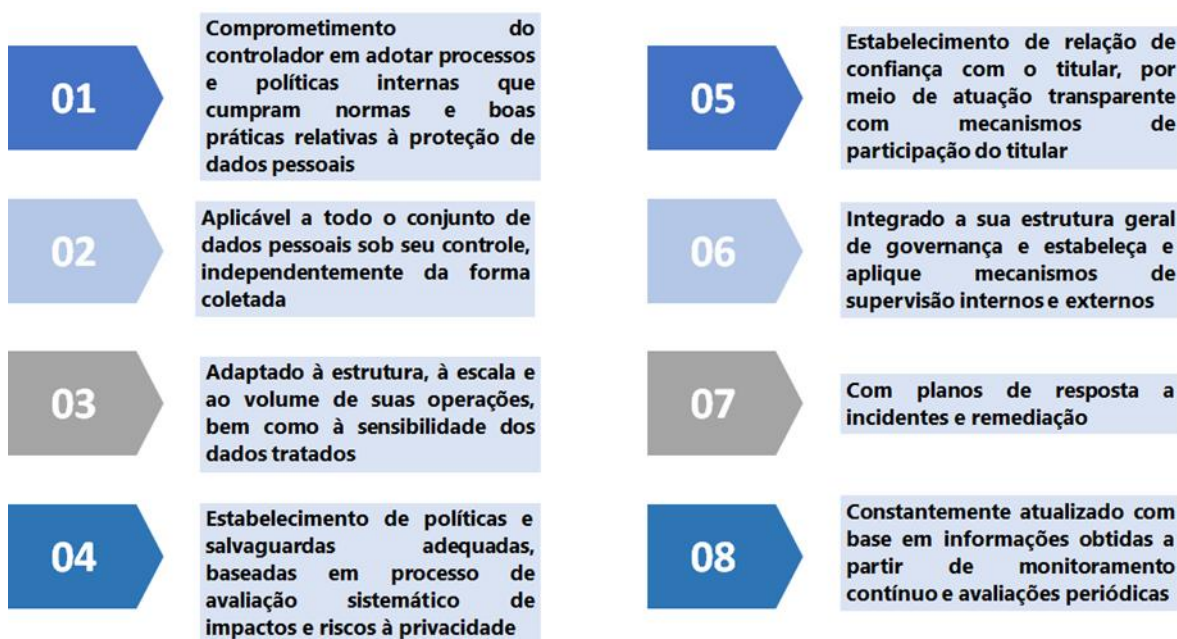 01
Comprometimento do
controlador em adotar processos
e políticas internas que
cumpram normas e boas
práticas relativas à proteção de
dados pessoais
02
Aplicável a todo o conjunto de
dados pessoais sob seu controle,
independentemente da forma
coletada
03
Adaptado à estrutura, à escala e
ao volume de suas operações,
bem como à sensibilidade dos
dados tratados
04
Estabelecimento de políticas e
salvaguardas adequadas,
baseadas em processo de
avaliação sistemático de
impactos e riscos à privacidade
05
Estabelecimento de relação de
confiança com o titular, por
meio de atuação transparente
com mecanismos de
participação do titular
06
Integrado a sua estrutura geral
de governança e estabeleça e
aplique mecanismos de
supervisão internos e externos
07
Com planos de resposta a
incidentes e remediação
08
Constantemente atualizado com
base em informações obtidas a
partir de monitoramento
contínuo e avaliações periódicas